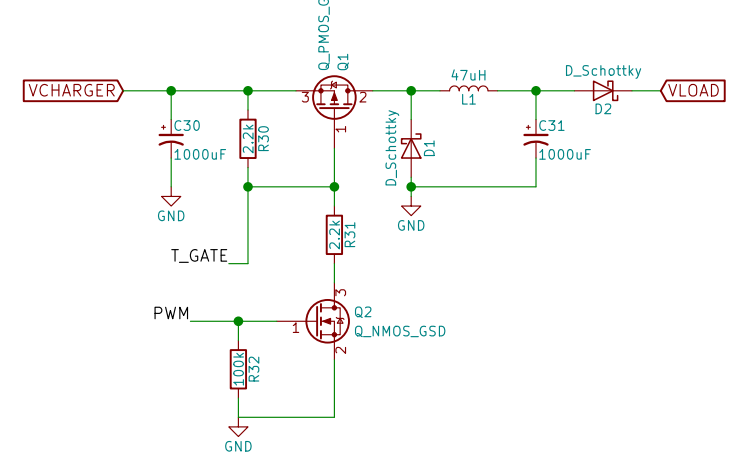 Q_PMOS_G
Q1
VCHARGER
3
2
1
47uH
L1
D_Schottky
D2
VLOAD
+
C30
1000uF
GND
2.2k
R30
D_Schottky
D1
GND
+
C31
1000uF
T_GATE
2.2k
R31
PWM
1
3
2
Q2
Q_NMOS_GSD
100k
R32
GND